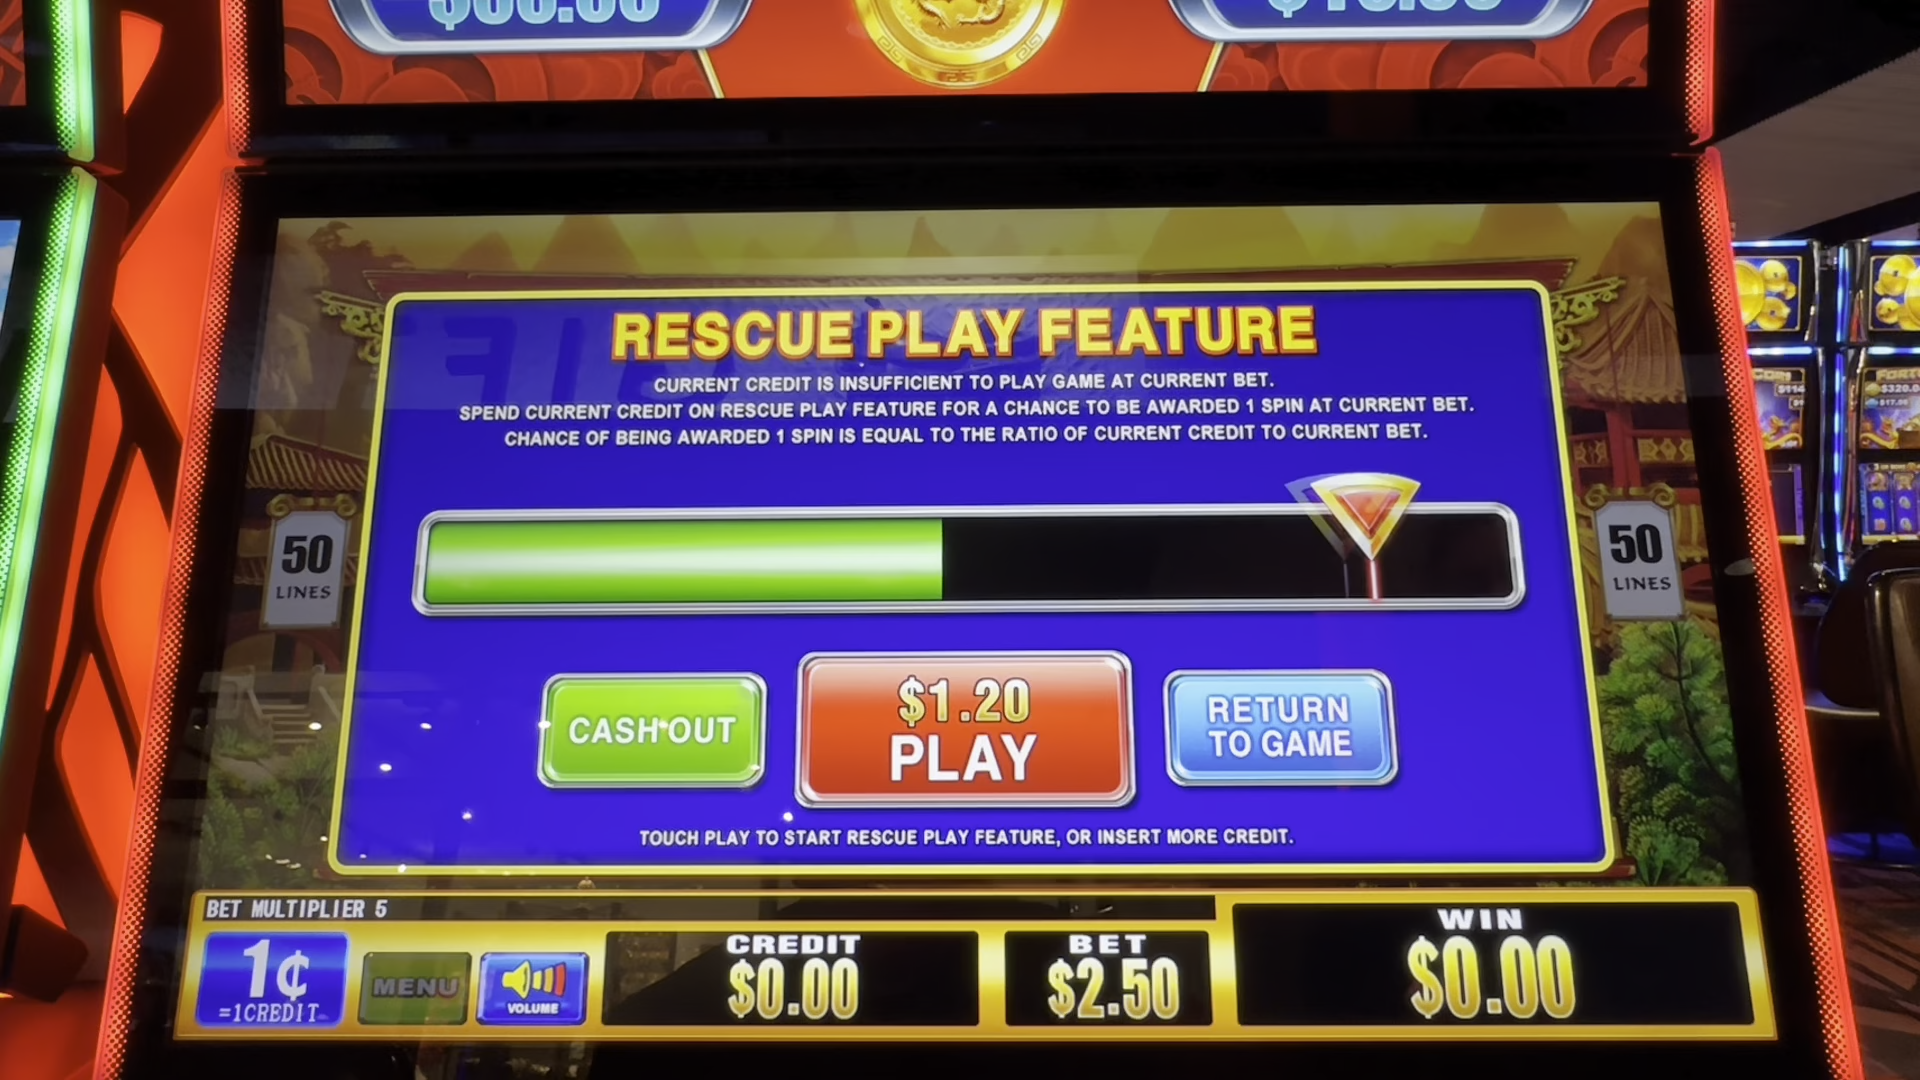 RESCUE PLAY FEATURE
CURRENT CREDIT IS INSUFFICIENT TO PLAY GAME AT CURRENT BET.
SPEND CURRENT CREDIT ON RESCUE PLAY FEATURE FOR A CHANCE TO BE AWARDED 1 SPIN AT CURRENT BET.
CHANCE OF BEING AWARDED 1 SPIN IS EQUAL TO THE RATIO OF CURRENT CREDIT TO CURRENT BET.
50
LINES
50
LINES
CASH OUT
$1.20
PLAY
RETURN
TO GAME
TOUCH PLAY TO START RESCUE PLAY FEATURE, OR INSERT MORE CREDIT.
BET MULTIPLIER 5
1¢
=1CREDIT
MENU
VOLUME
CREDIT
$0.00
BET
$2.50
WIN
$0.00